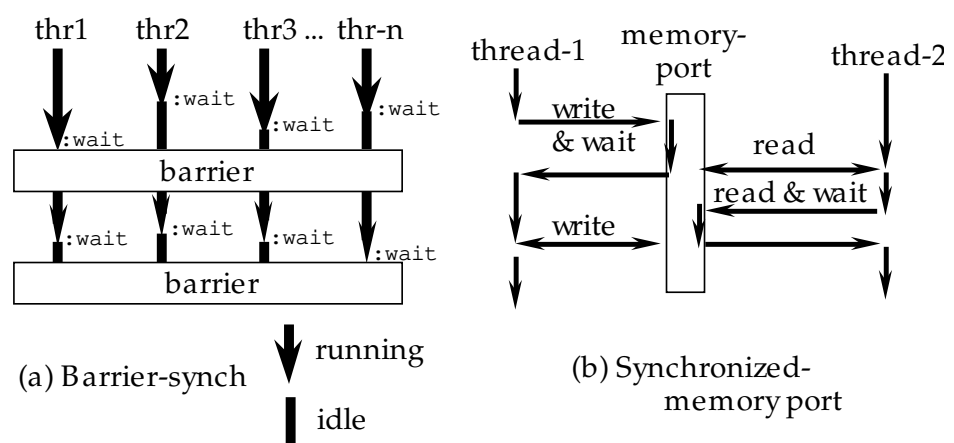 thr1 thr2 thr3 ... thr-n
:wait
:wait
:wait
:wait
barrier
:wait
:wait
:wait
:wait
barrier
running
(a) Barrier-synch
idle
memory-
port
thread-1
thread-2
write
& wait
read
read & wait
write
(b) Synchronized-
memory port